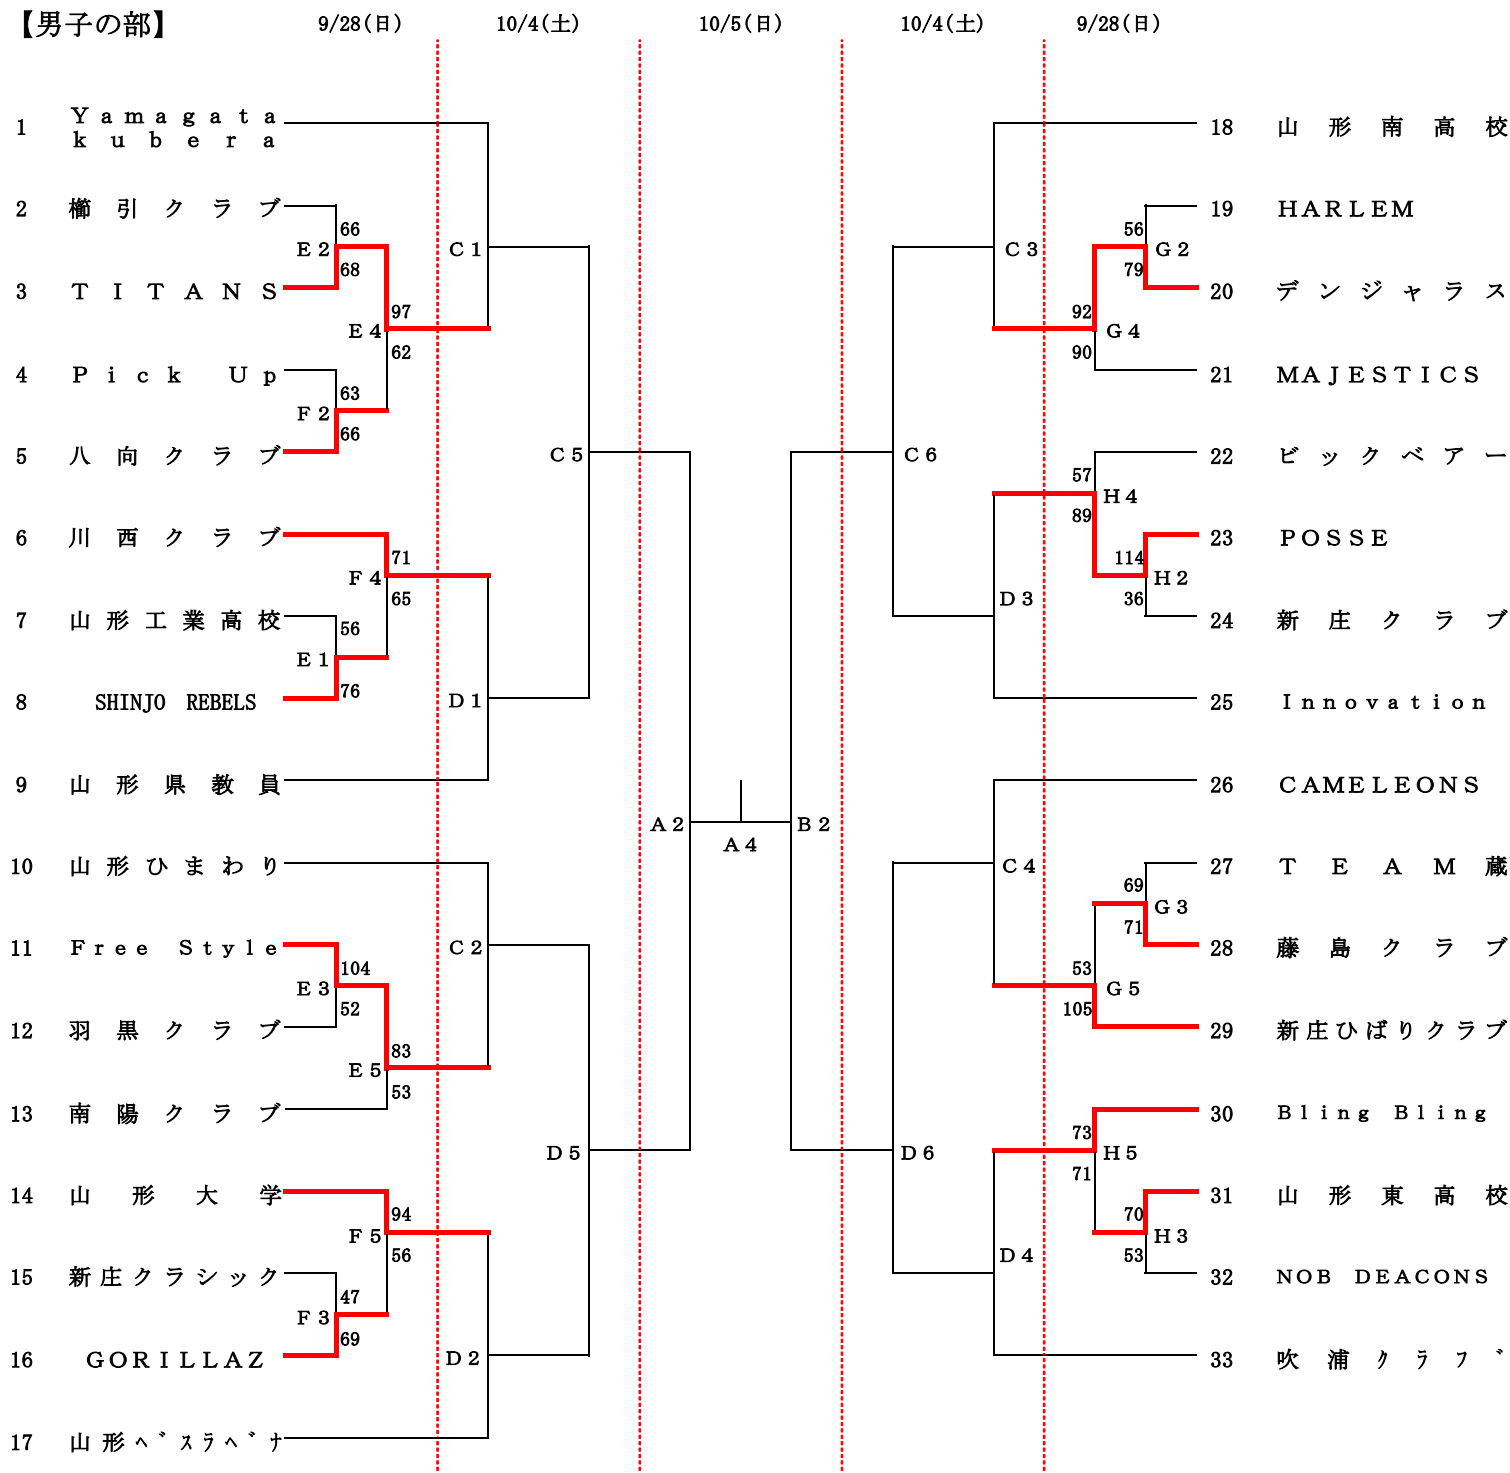 【男子の部】 9/28(日) 10/4(土) 10/5(日) 10/4(土) 9/28(日)
1 Yamagata kubera
2 櫛引クラブ
66
E2
68
3 TITANS
97
E4
62
4 Pick Up
63
F2
66
5 八向クラブ
6 川西クラブ
71
F4
65
7 山形工業高校
56
E1
76
8 SHINJO REBELS
9 山形県教員
10 山形ひまわり
11 Free Style
104
E3
52
12 羽黒クラブ
83
E5
53
13 南陽クラブ
14 山形大学
94
F5
56
15 新庄クラシック
47
F3
69
16 GORILLAZ
17 山形ベスラベナ
C1
D1
C2
D2
C5
D5
A2
A4
B2
C6
D6
C3
D3
C4
D4
18 山形南高校
19 HARLEM
56
G2
79
20 デンジャラス
92
G4
90
21 MAJESTICS
22 ビックベアー
57
H4
89
23 POSSE
114
H2
36
24 新庄クラブ
25 Innovation
26 CAMELEONS
27 TEAM蔵
69
G3
71
28 藤島クラブ
53
G5
105
29 新庄ひばりクラブ
30 Bling Bling
73
H5
71
31 山形東高校
70
H3
53
32 NOB DEACONS
33 吹浦クラブ